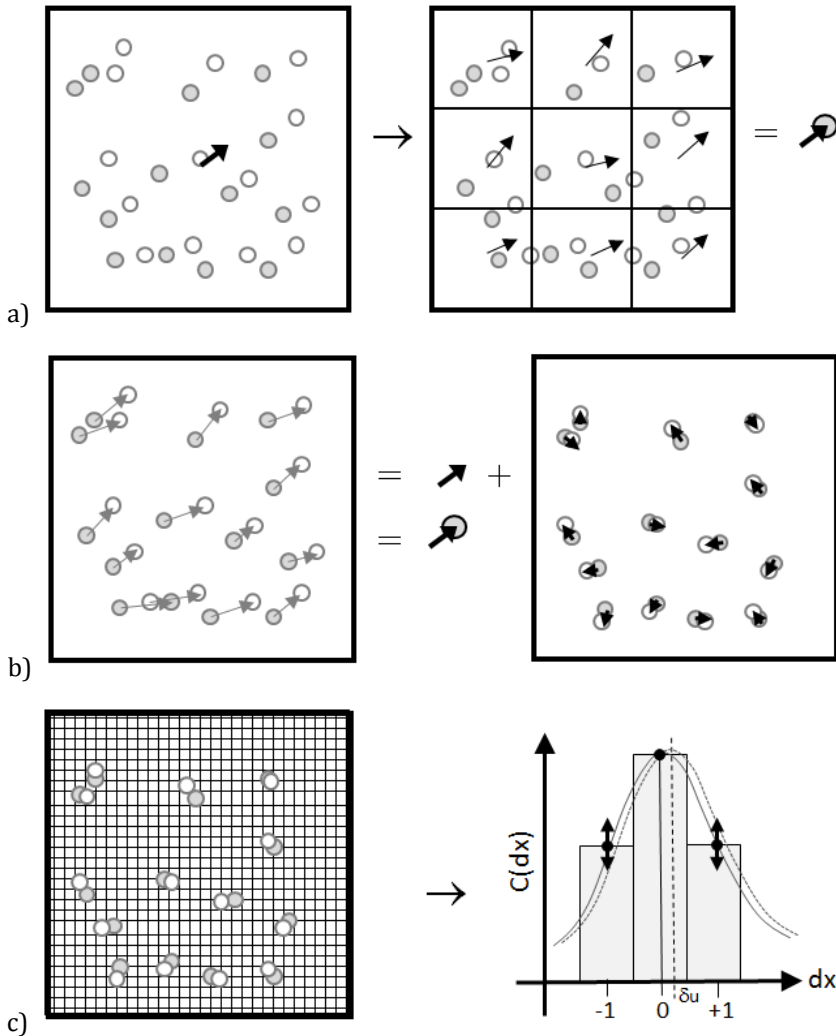 =
a)
=
+
=
b)
C(dx)
dx
δu
-1
0
+1
c)